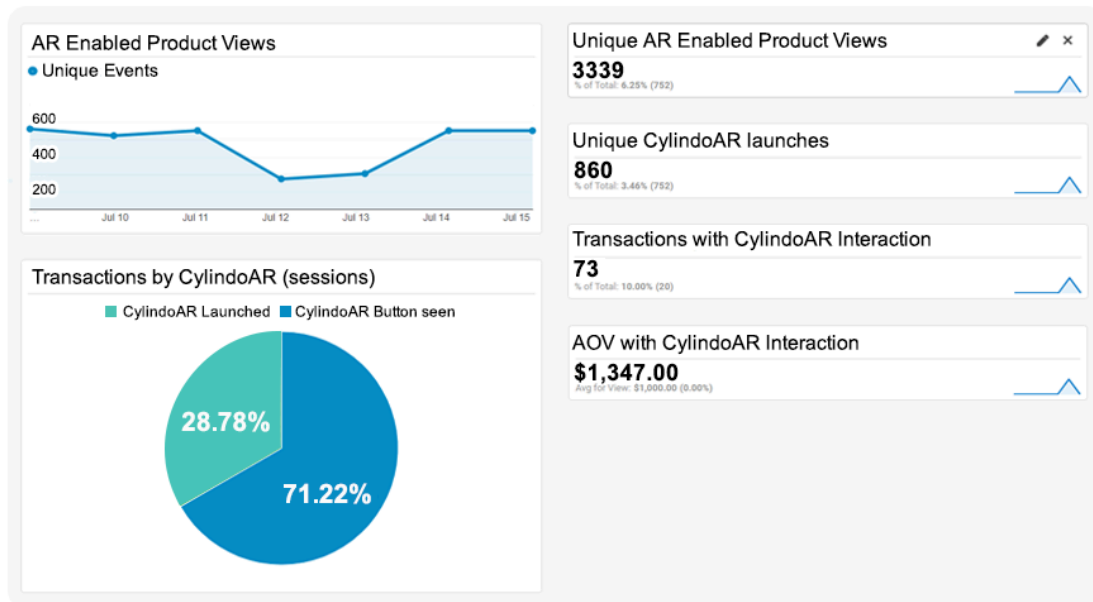 AR Enabled Product Views
Unique Events
600
400
200
... Jul 10 Jul 11 Jul 12 Jul 13 Jul 14 Jul 15
Transactions by CylindoAR (sessions)
CylindoAR Launched CylindoAR Button seen
28.78%
71.22%
Unique AR Enabled Product Views
3339
% of Total: 6.25% (752)
Unique CylindoAR launches
860
% of Total: 3.46% (752)
Transactions with CylindoAR Interaction
73
% of Total: 10.00% (20)
AOV with CylindoAR Interaction
$1,347.00
Avg for View: $1,000.00 (0.00%)